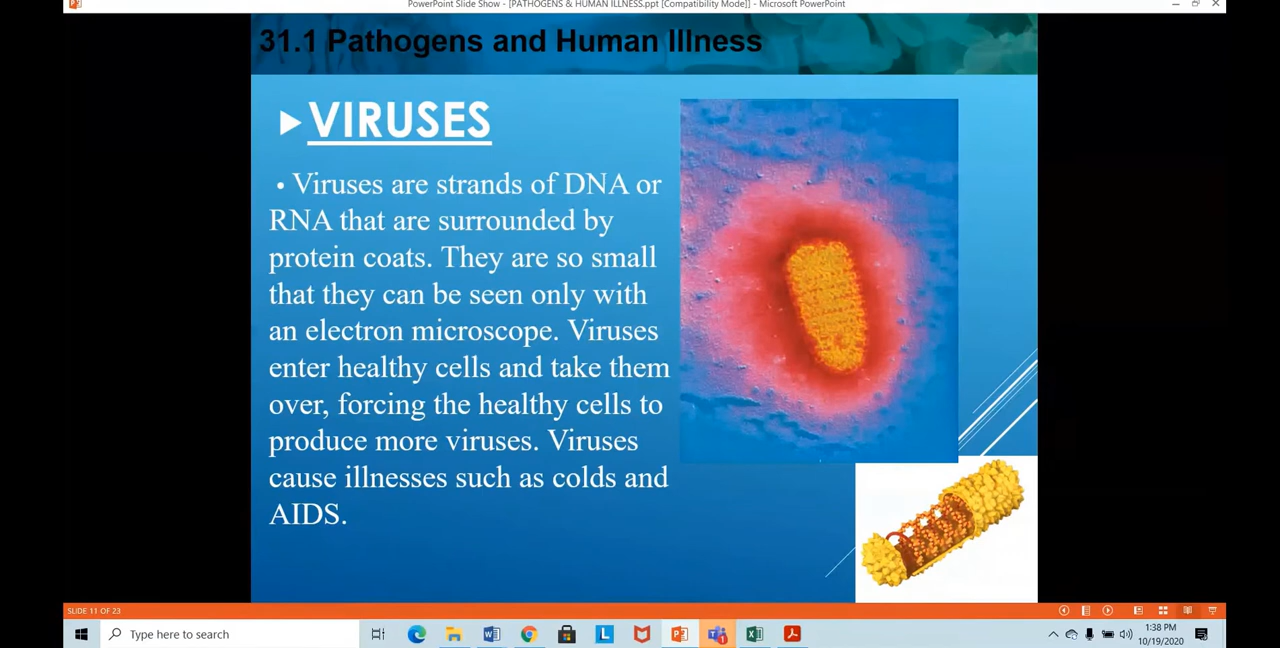 PowerPoint Slide Show - [PATHOGENS & HUMAN ILLNESS.ppt [Compatibility Mode]] - Microsoft PowerPoint
31.1 Pathogens and Human Illness
VIRUSES
• Viruses are strands of DNA or
RNA that are surrounded by
protein coats. They are so small
that they can be seen only with
an electron microscope. Viruses
enter healthy cells and take them
over, forcing the healthy cells to
produce more viruses. Viruses
cause illnesses such as colds and
AIDS.
SLIDE 11 OF 23
Type here to search
1:38 PM
10/19/2020